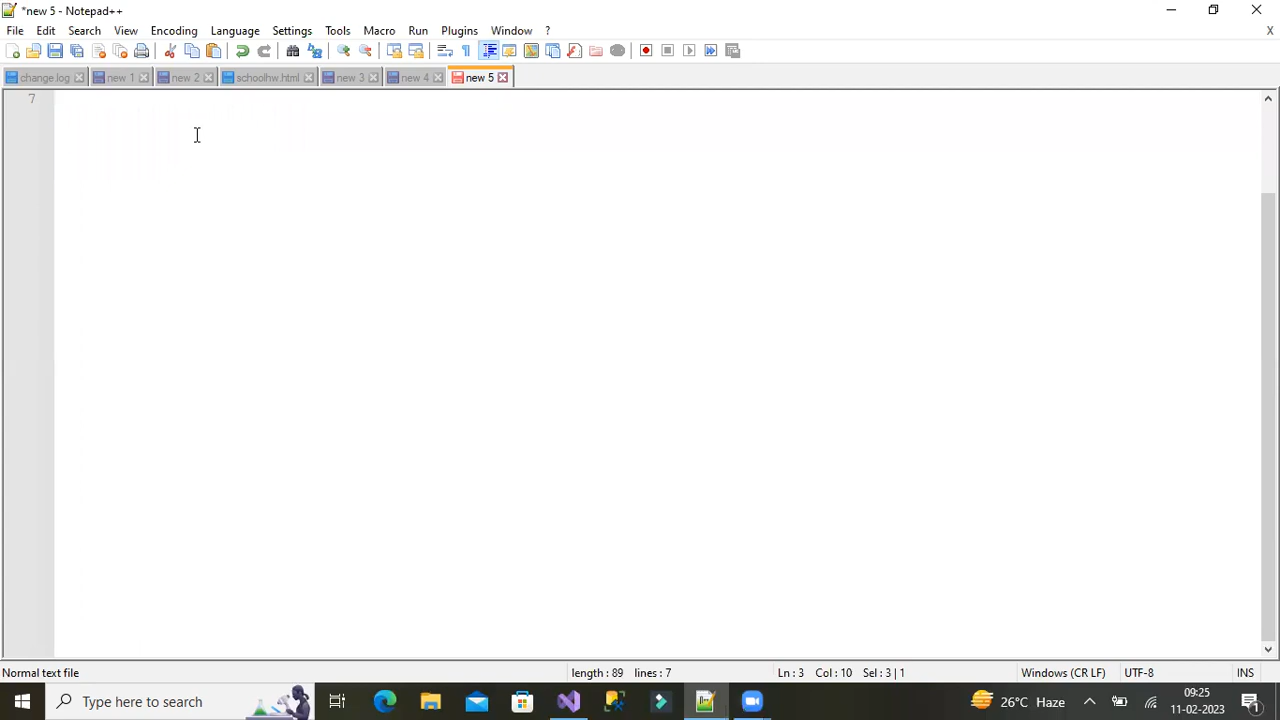 *new 5 - Notepad++
File Edit Search View Encoding Language Settings Tools Macro Run Plugins Window ? X
change.log new 1 new 2 schoolhw.html new 3 new 4 new 5
7
Normal text file length : 89 lines : 7 Ln : 3 Col : 10 Sel : 3 | 1 Windows (CR LF) UTF-8 INS
Type here to search 26°C Haze 09:25
11-02-2023 1